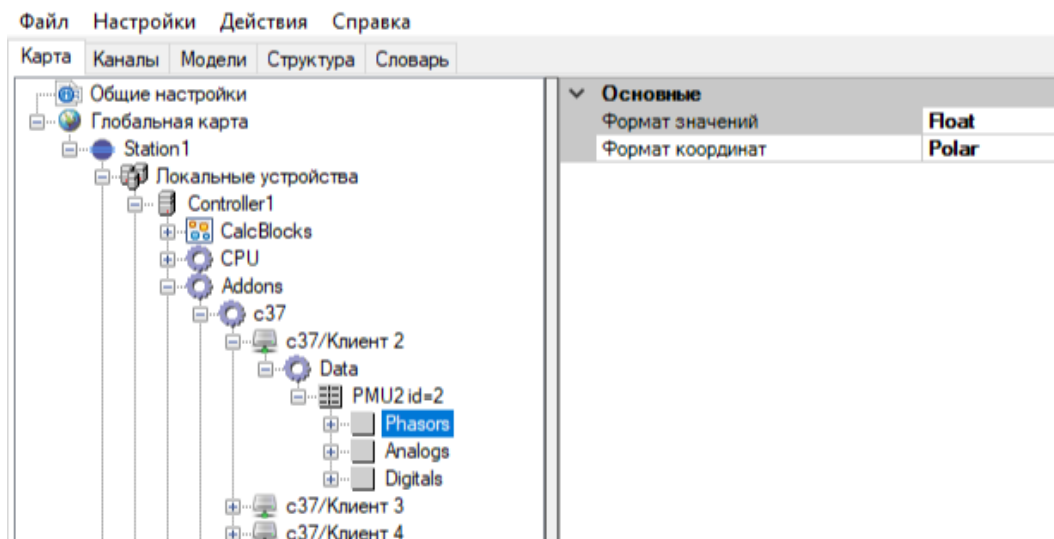 Файл Настройки Действия Справка
Карта Каналы Модели Структура Словарь
Общие настройки
Глобальная карта
Station1
Локальные устройства
Controller1
CalcBlocks
CPU
Addons
c37
c37/Клиент 2
Data
PMU2 id=2
Phasors
Analogs
Digitals
c37/Клиент 3
c37/Клиент 4
Основные
Формат значений Float
Формат координат Polar